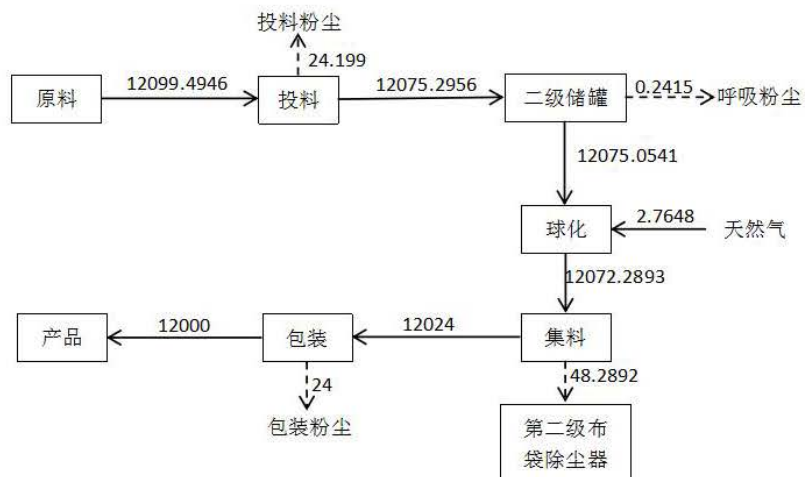 投料粉尘
24.199
原料
12099.4946
投料
12075.2956
二级储罐
0.2415
呼吸粉尘
12075.0541
球化
2.7648
天然气
12072.2893
产品
12000
包装
12024
集料
24
48.2892
包装粉尘
第二级布
袋除尘器